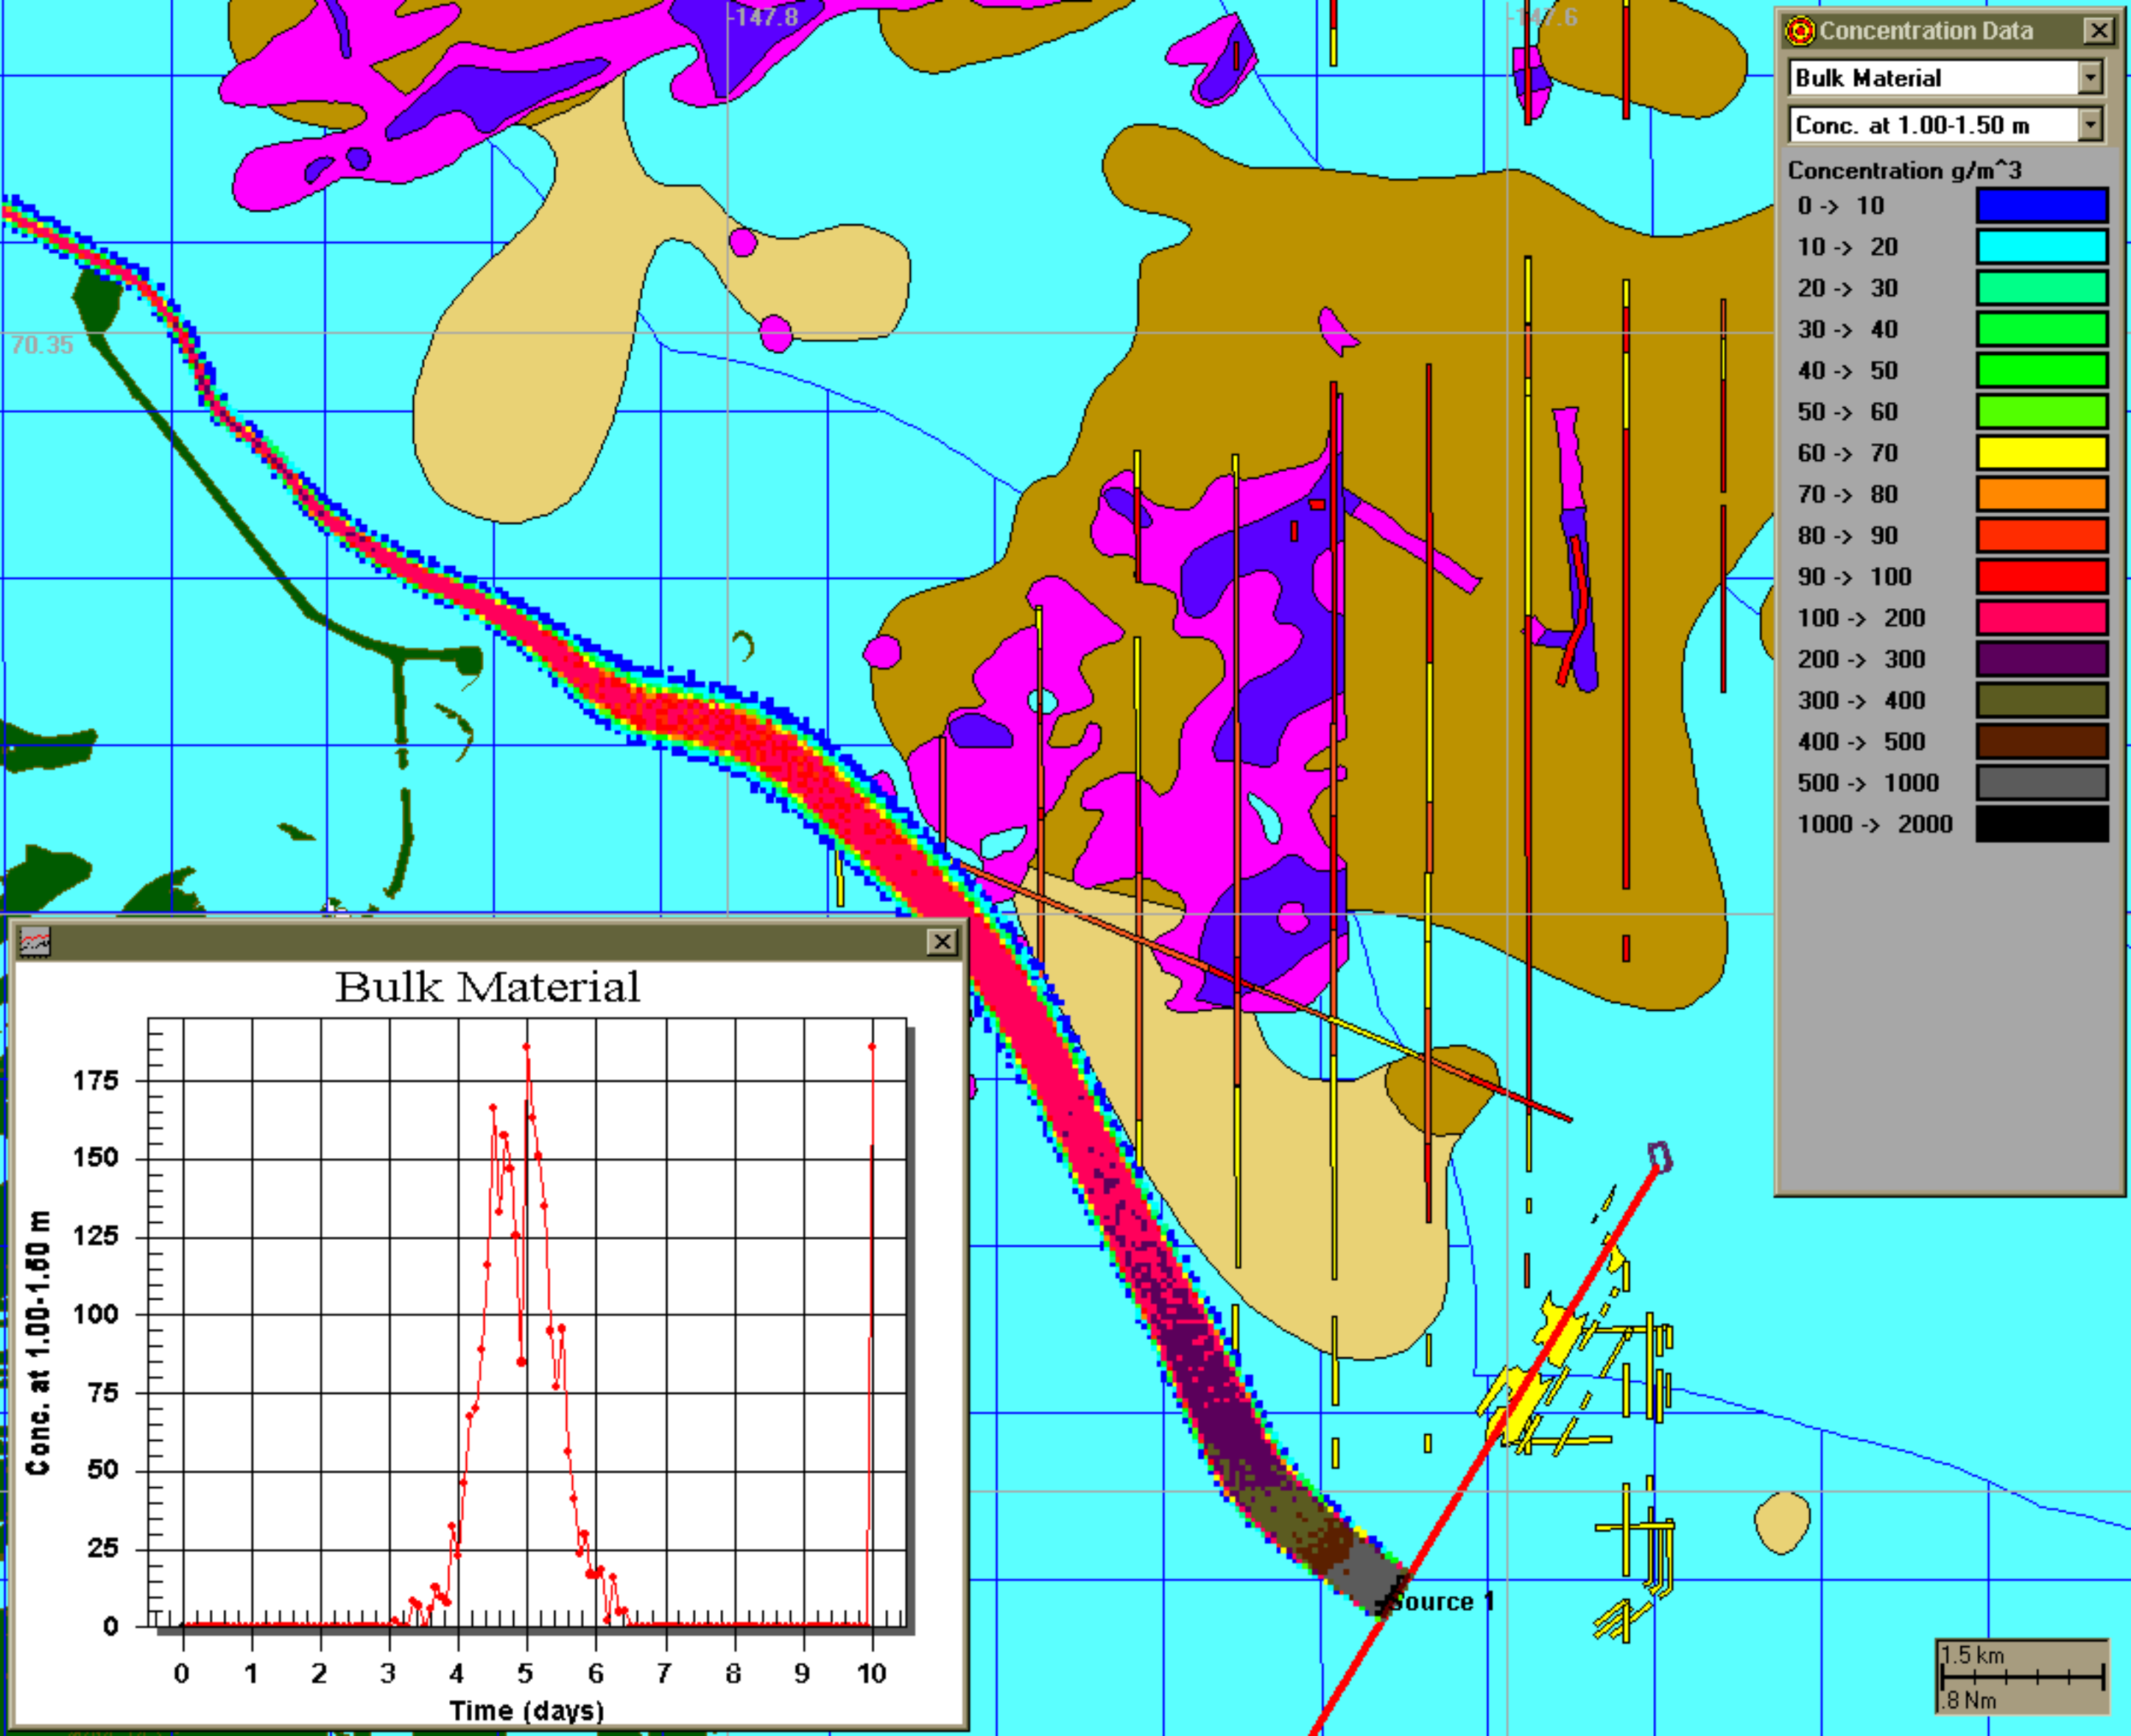 -147.8
-147.6
70.35
Concentration Data
Bulk Material
Conc. at 1.00-1.50 m
Concentration g/m^3
0 -> 10
10 -> 20
20 -> 30
30 -> 40
40 -> 50
50 -> 60
60 -> 70
70 -> 80
80 -> 90
90 -> 100
100 -> 200
200 -> 300
300 -> 400
400 -> 500
500 -> 1000
1000 -> 2000
Bulk Material
Conc. at 1.00-1.50 m
175
150
125
100
75
50
25
0
0 1 2 3 4 5 6 7 8 9 10
Time (days)
Source 1
1.5 km
.8 Nm